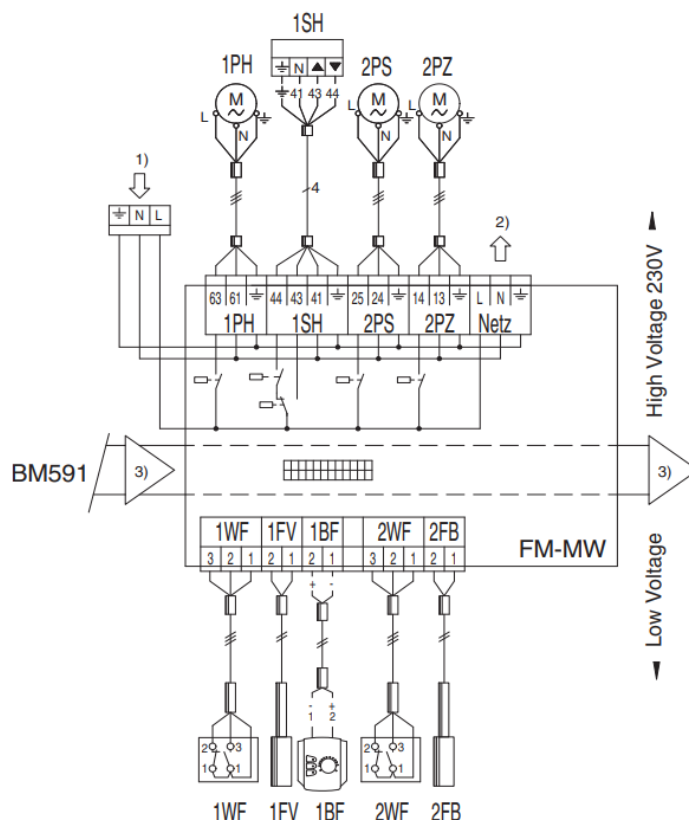 1SH
1PH
2PS
2PZ
N
41 43 44
M
L
N
M
N
M
N
1)
N L
4
2)
63 61
44 43 41
25 24
14 13
L N
1PH 1SH 2PS 2PZ Netz
High Voltage 230V
BM591
3)
3)
1WF 1FV 1BF 2WF 2FB
3 2 1 2 1 2 1 3 2 1 2 1
FM-MW
+ -
Low Voltage
- +
1 2
2 3
1 1
2 3
1 1
1WF 1FV 1BF 2WF 2FB